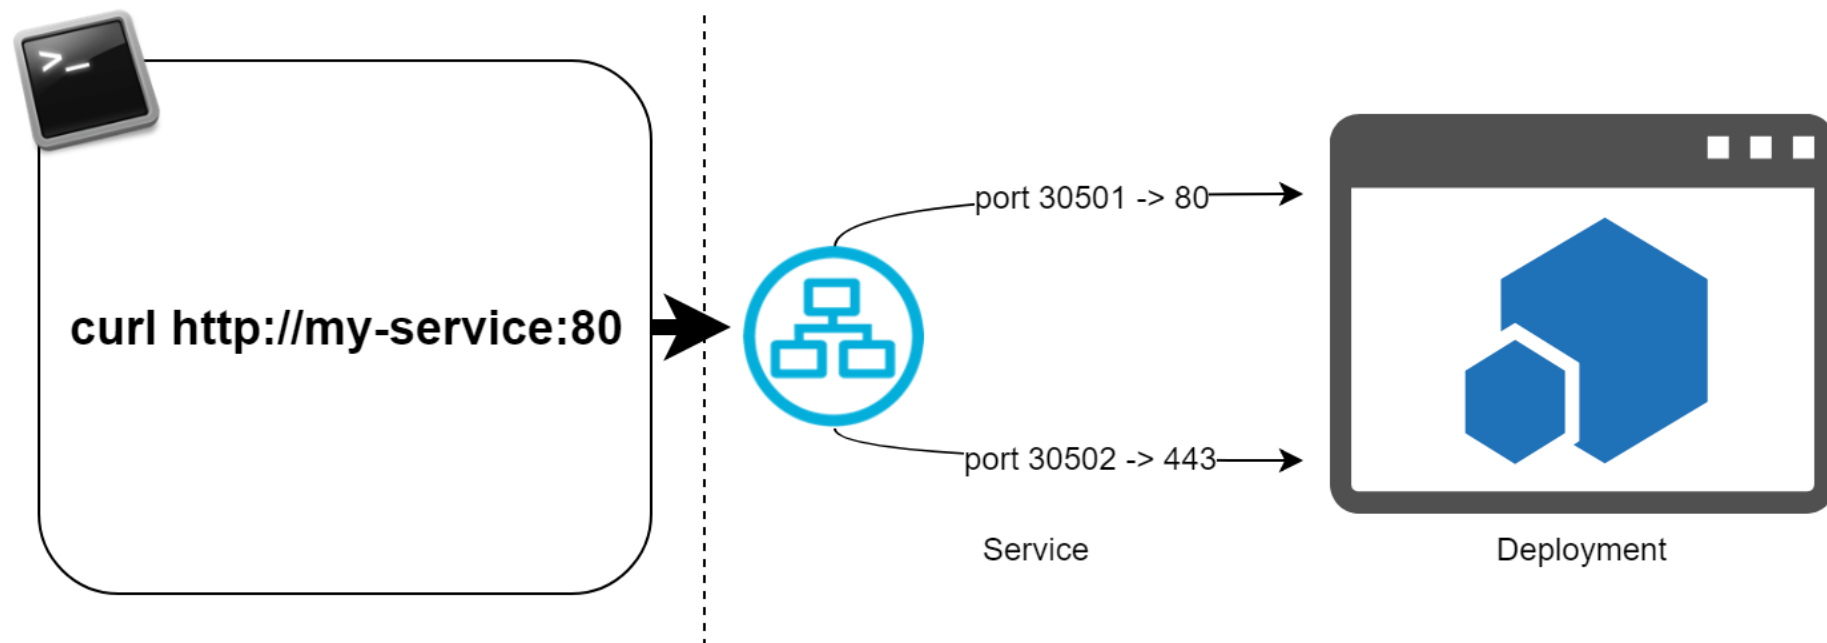 >_
curl http://my-service:80
port 30501 -> 80
port 30502 -> 443
Service
Deployment